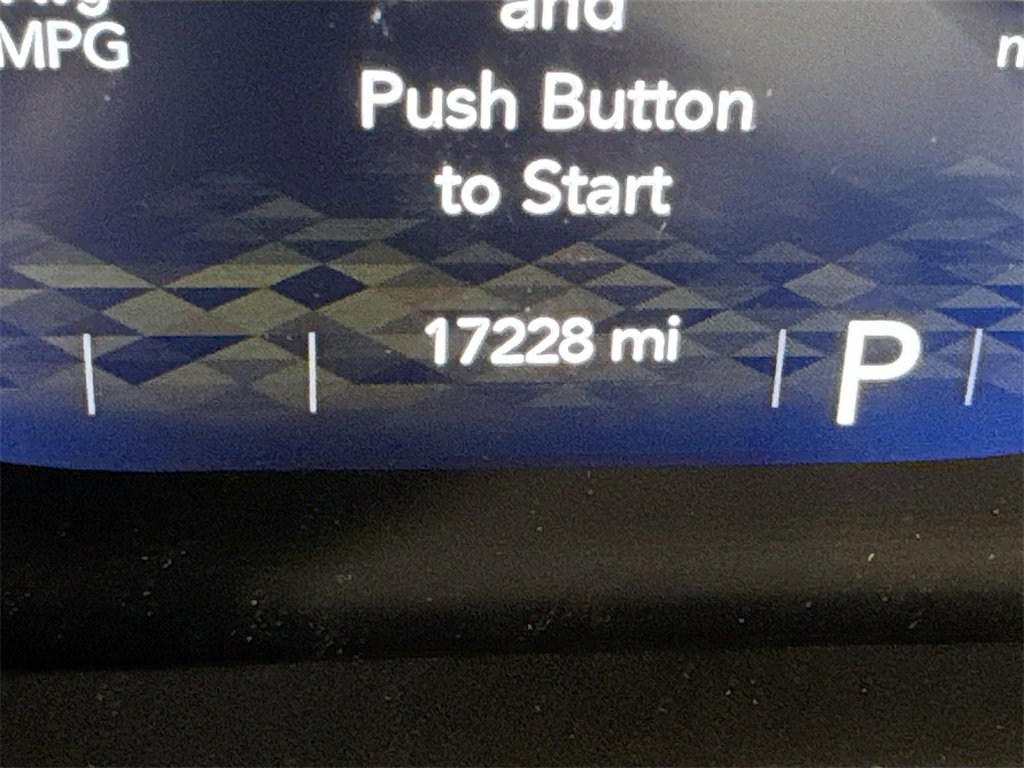 MPG
and
Push Button
to Start
17228 mi
P